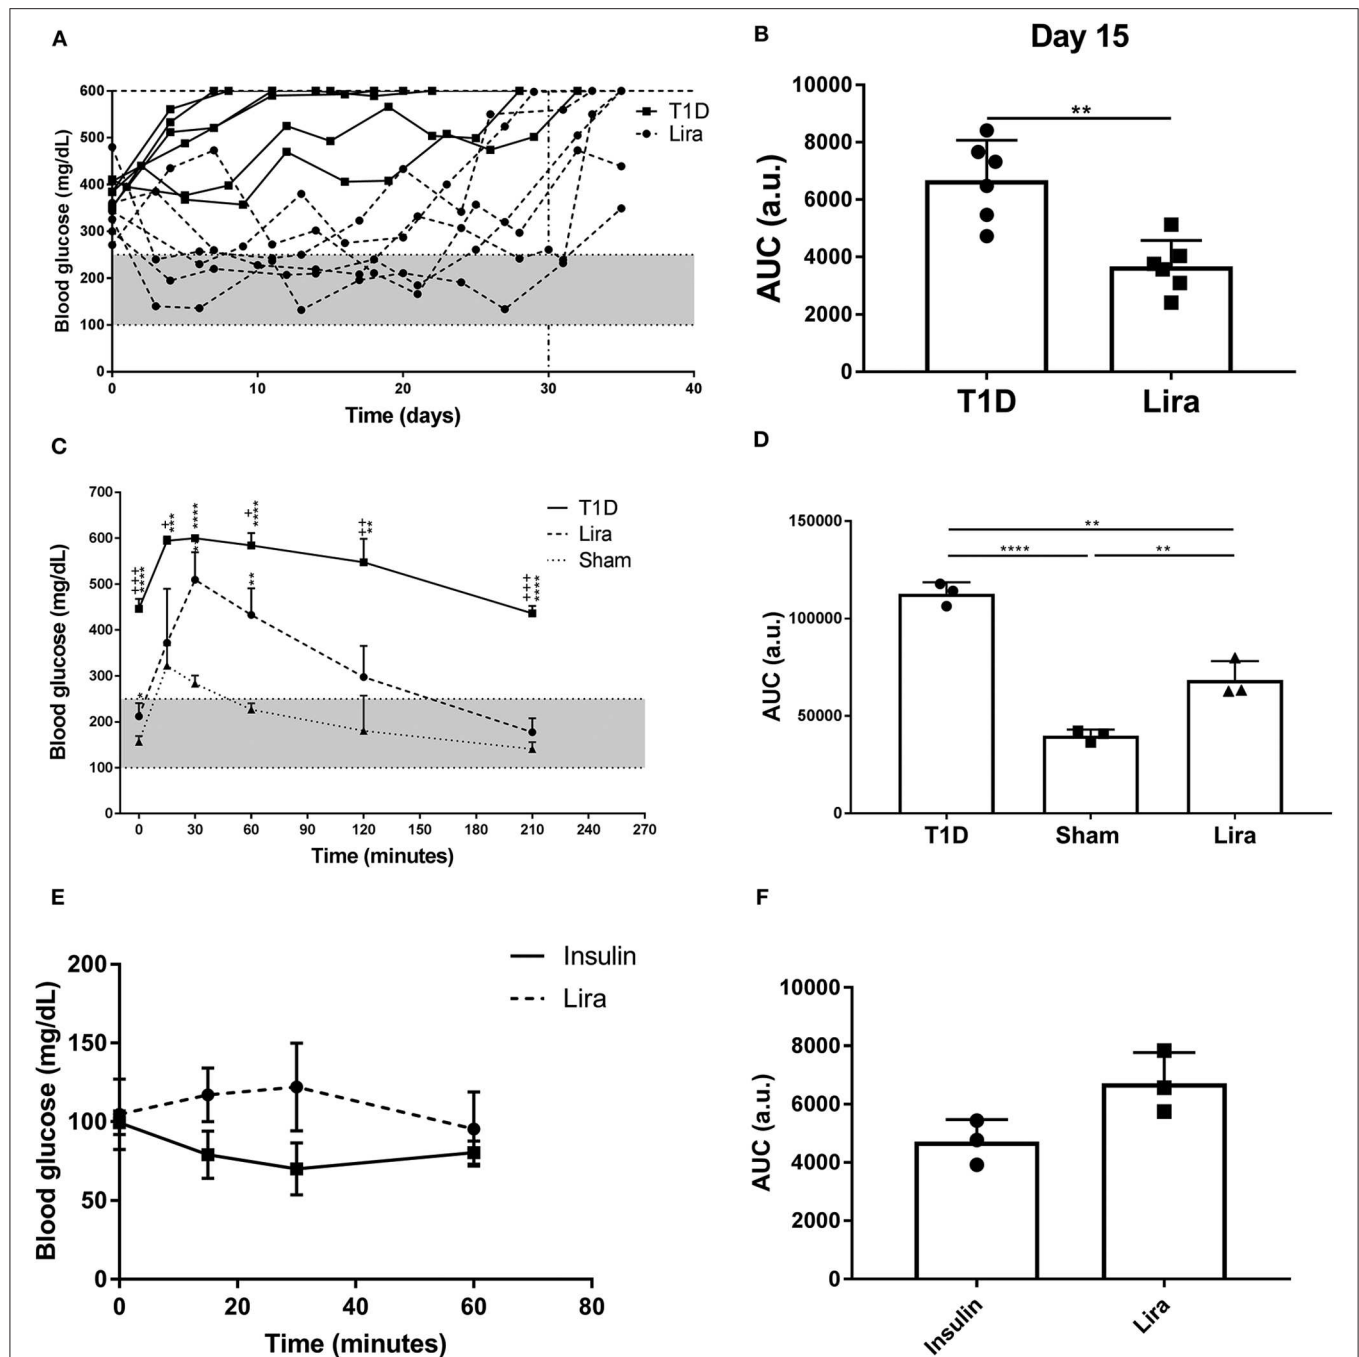 A
Blood glucose (mg/dL)
600
500
400
300
200
100
0
0 10 20 30 40
Time (days)
T1D
Lira
B
Day 15
AUC (a.u.)
10000
8000
6000
4000
2000
0
**
T1D Lira
C
Blood glucose (mg/dL)
700
600
500
400
300
200
100
0
0 30 60 90 120 150 180 210 240 270
Time (minutes)
T1D
Lira
Sham
+++
****
*
+
***
****
**
+
****
**
++
**
+++
****
D
AUC (a.u.)
150000
100000
50000
0
**
**** **
T1D Sham Lira
E
Blood glucose (mg/dL)
200
150
100
50
0
0 20 40 60 80
Time (minutes)
Insulin
Lira
F
AUC (a.u.)
10000
8000
6000
4000
2000
0
Insulin Lira